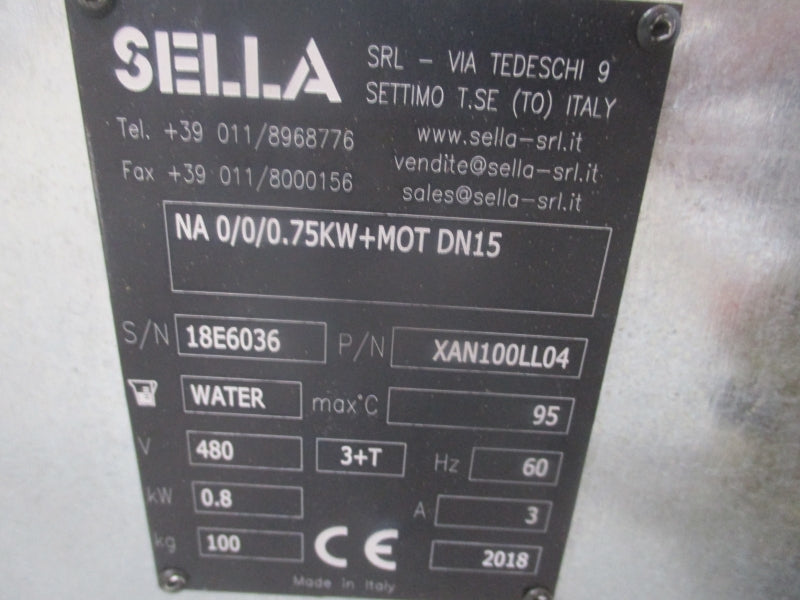 SELLA
SRL - VIA TEDESCHI 9
SETTIMO T.SE (TO) ITALY
Tel. +39 011/8968776
www.sella-srl.it
Fax +39 011/8000156
vendite@sella-srl.it
sales@sella-srl.it
NA 0/0/0.75KW+MOT DN15
S/N 18E6036 P/N XAN100LL04
WATER max°C 95
V 480 3+T Hz 60
kW 0.8 A 3
kg 100 CE 2018
Made in Italy